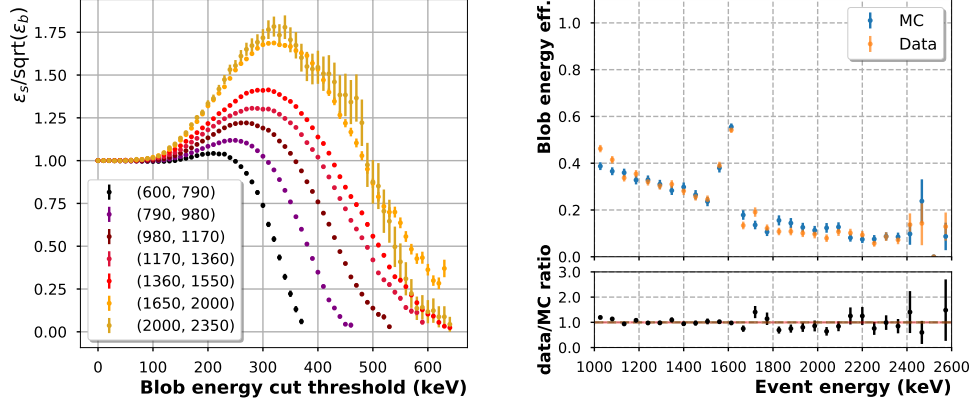 εs/sqrt(εb)
1.75
1.50
1.25
1.00
0.75
0.50
0.25
0.00
(600, 790)
(790, 980)
(980, 1170)
(1170, 1360)
(1360, 1550)
(1650, 2000)
(2000, 2350)
0 100 200 300 400 500 600
Blob energy cut threshold (keV)
Blob energy eff.
1.0
0.8
0.6
0.4
0.2
0.0
MC
Data
data/MC ratio
3.0
2.0
1.0
0.0
1000 1200 1400 1600 1800 2000 2200 2400 2600
Event energy (keV)